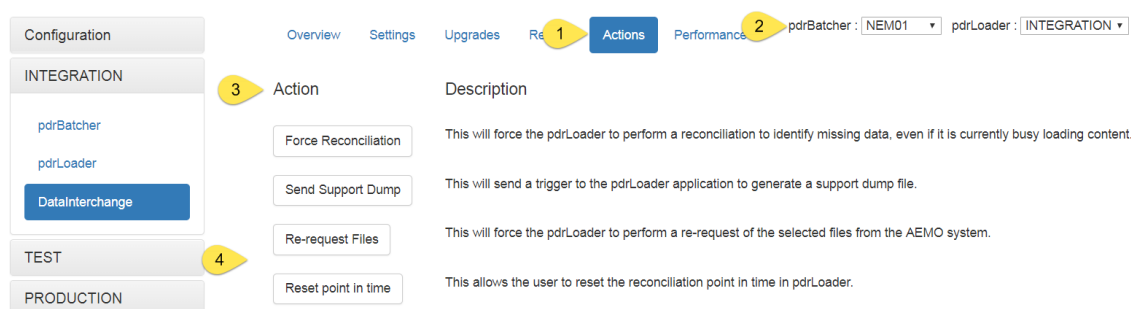 Configuration
INTEGRATION
pdrBatcher
pdrLoader
DataInterchange
TEST
PRODUCTION
Overview Settings Upgrades Re 1 Actions Performance 2 pdrBatcher : NEM01 pdrLoader : INTEGRATION
3 Action Description
Force Reconciliation This will force the pdrLoader to perform a reconciliation to identify missing data, even if it is currently busy loading content.
Send Support Dump This will send a trigger to the pdrLoader application to generate a support dump file.
Re-request Files This will force the pdrLoader to perform a re-request of the selected files from the AEMO system.
4
Reset point in time This allows the user to reset the reconciliation point in time in pdrLoader.